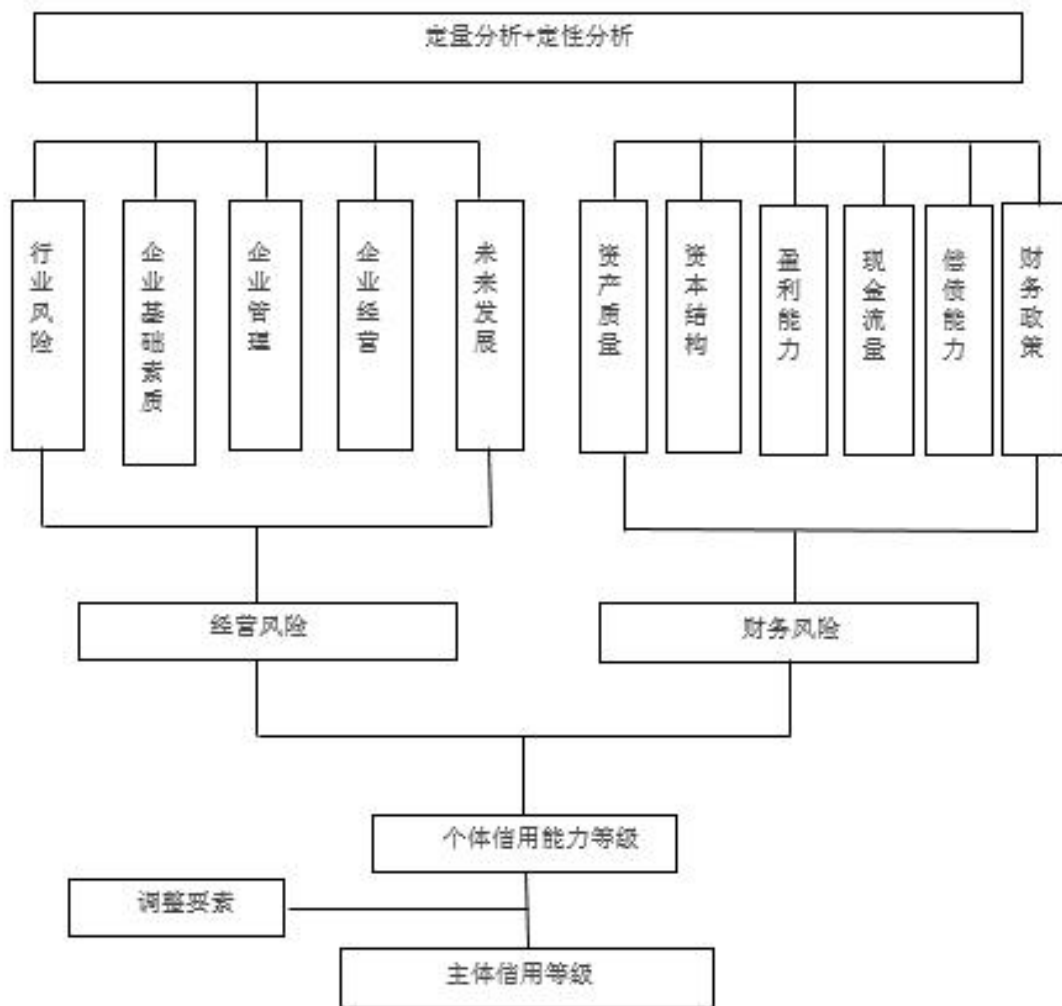 定量分析+定性分析
行业风险
企业基础素质
企业管理
企业经营
未来发展
资产质量
资本结构
盈利能力
现金流量
偿债能力
财务政策
经营风险
财务风险
个体信用能力等级
调整要素
主体信用等级